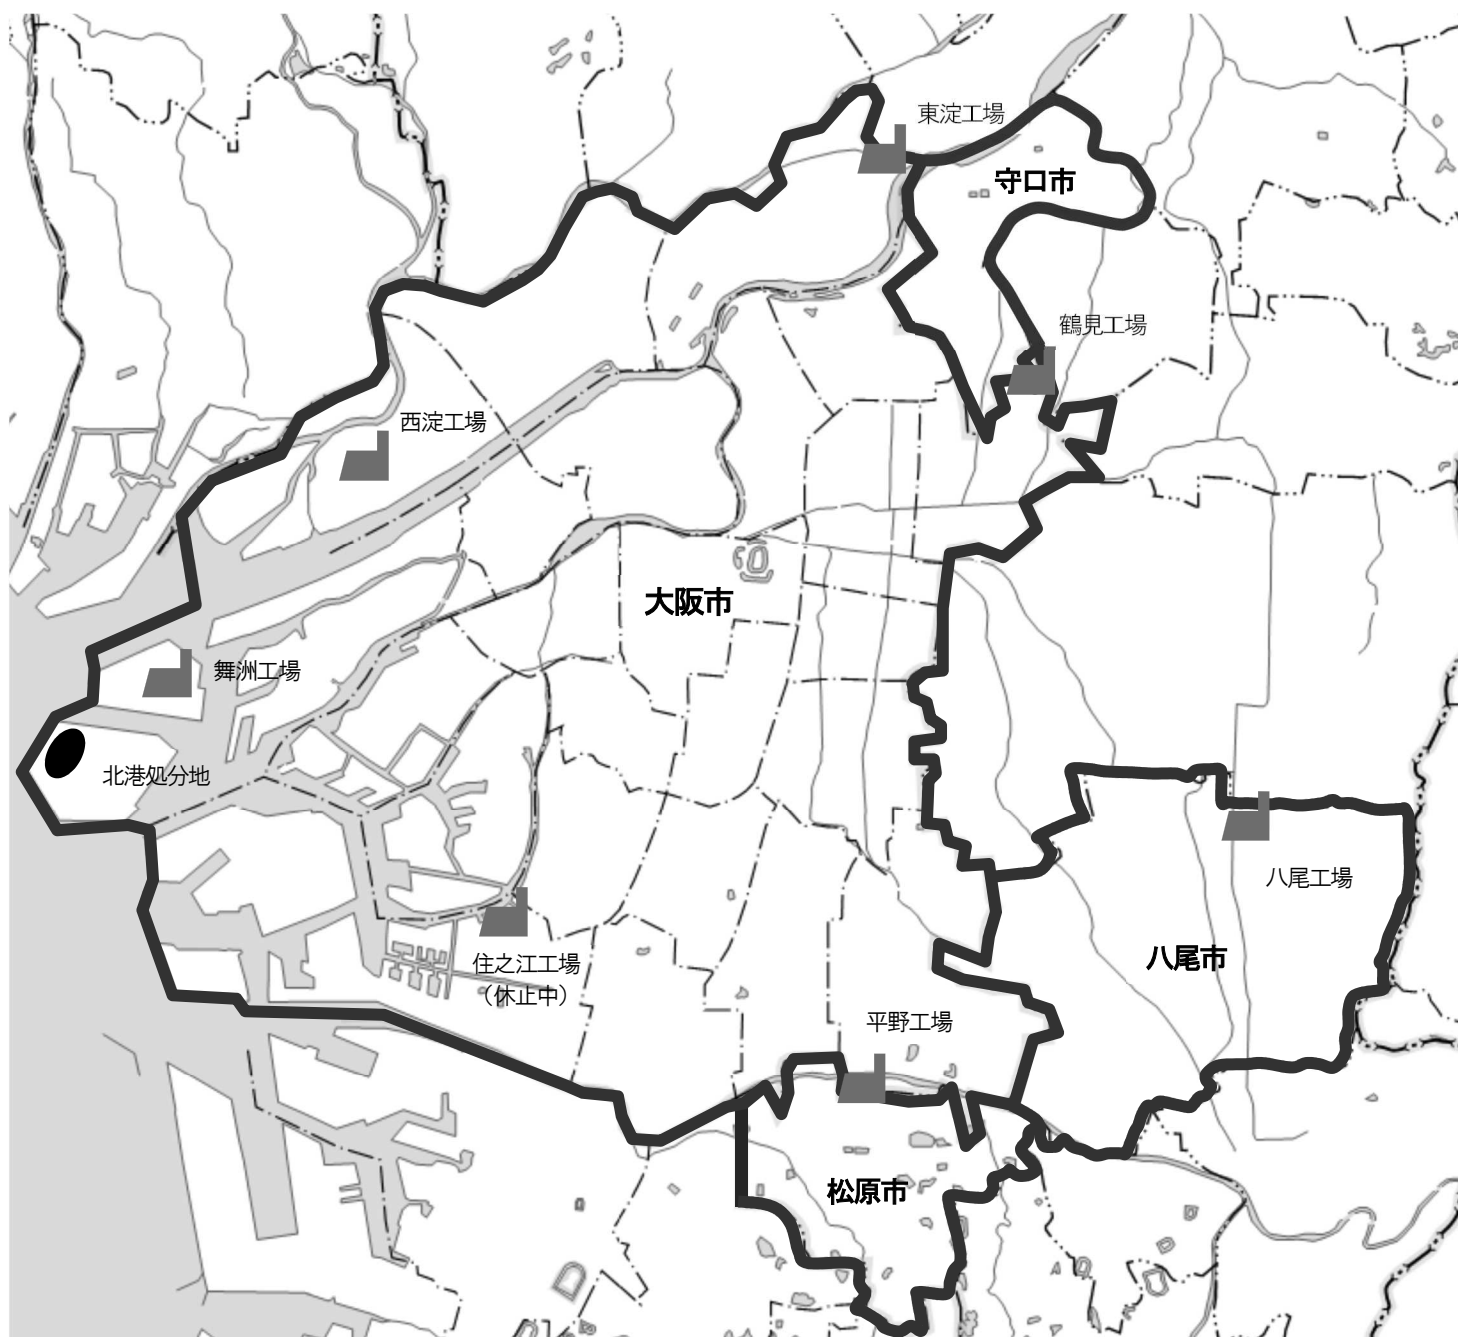 東淀工場
守口市
鶴見工場
西淀工場
大阪市
舞洲工場
北港処分地
八尾工場
八尾市
住之江工場
（休止中）
平野工場
松原市